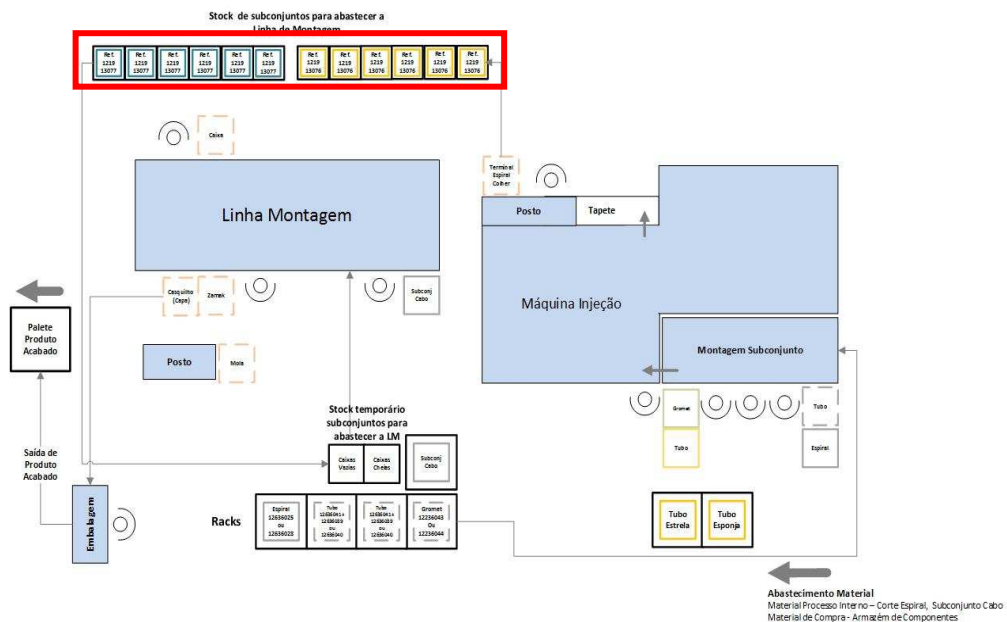 Stock de subconjuntos para abastecer a
Linha de Montagem
Ref.
1219
13077
Ref.
1219
13077
Ref.
1219
13077
Ref.
1219
13077
Ref.
1219
13077
Ref.
1219
13077
Ref.
1219
13076
Ref.
1219
13076
Ref.
1219
13076
Ref.
1219
13076
Ref.
1219
13076
Ref.
1219
13076
Caixa
Terminal
Espiral
Colher
Linha Montagem
Posto
Tapete
Casquilho
(Capa)
Zamak
Subconj
Cabo
Máquina Injeção
Palete
Produto
Acabado
Posto
Mola
Montagem Subconjunto
Stock temporário
subconjuntos para
abastecer a LM
Gromet
Tubo
Tubo
Espiral
Saída de
Produto
Acabado
Caixas
Vazias
Caixas
Cheias
Subconj
Cabo
Embalagem
Racks
Espiral
12636025
ou
12636023
Tubo
ou
12636040
Tubo
ou
12636040
Gromet
12236043
Ou
12236044
Tubo
Estrela
Tubo
Esponja
Abastecimento Material
Material Processo Interno – Corte Espiral, Subconjunto Cabo
Material de Compra - Armazém de Componentes